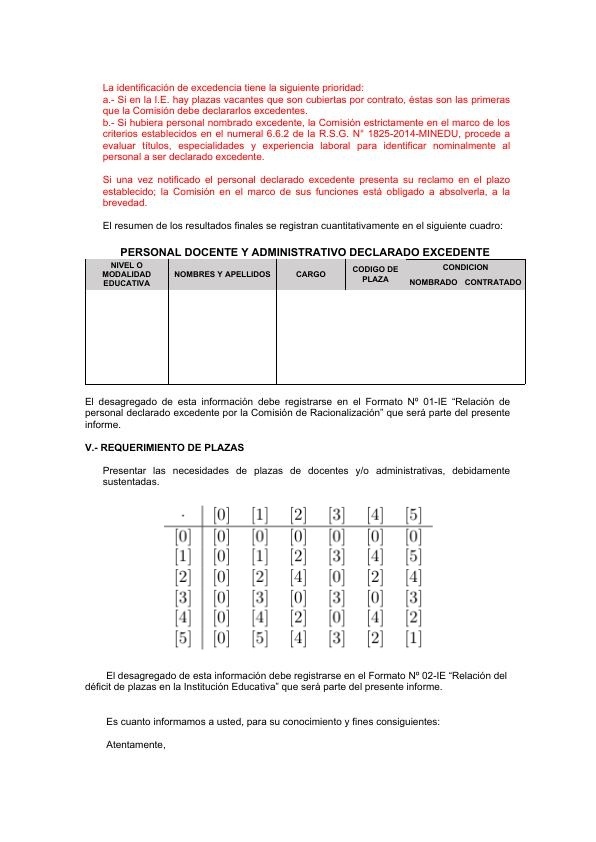 La identificación de excedencia tiene la siguiente prioridad:
a.- Si en la I.E. hay plazas vacantes que son cubiertas por contrato, éstas son las primeras
que la Comisión debe declararlos excedentes.
b.- Si hubiera personal nombrado excedente, la Comisión estrictamente en el marco de los
criterios establecidos en el numeral 6.6.2 de la R.S.G. N° 1825-2014-MINEDU, procede a
evaluar títulos, especialidades y experiencia laboral para identificar nominalmente al
personal a ser declarado excedente.
Si una vez notificado el personal declarado excedente presenta su reclamo en el plazo
establecido; la Comisión en el marco de sus funciones está obligado a absolverla, a la
brevedad.
El resumen de los resultados finales se registran cuantitativamente en el siguiente cuadro:
PERSONAL DOCENTE Y ADMINISTRATIVO DECLARADO EXCEDENTE
NIVEL O
MODALIDAD
EDUCATIVA
NOMBRES Y APELLIDOS
CARGO
CODIGO DE
PLAZA
CONDICION
NOMBRADO CONTRATADO
El desagregado de esta información debe registrarse en el Formato Nº 01-IE “Relación de
personal declarado excedente por la Comisión de Racionalización” que será parte del presente
informe.
V.- REQUERIMIENTO DE PLAZAS
Presentar las necesidades de plazas de docentes y/o administrativas, debidamente
sustentadas.
· [0] [1] [2] [3] [4] [5]
[0] [0] [0] [0] [0] [0] [0]
[1] [0] [1] [2] [3] [4] [5]
[2] [0] [2] [4] [0] [2] [4]
[3] [0] [3] [0] [3] [0] [3]
[4] [0] [4] [2] [0] [4] [2]
[5] [0] [5] [4] [3] [2] [1]
El desagregado de esta información debe registrarse en el Formato Nº 02-IE “Relación del
déficit de plazas en la Institución Educativa” que será parte del presente informe.
Es cuanto informamos a usted, para su conocimiento y fines consiguientes:
Atentamente,